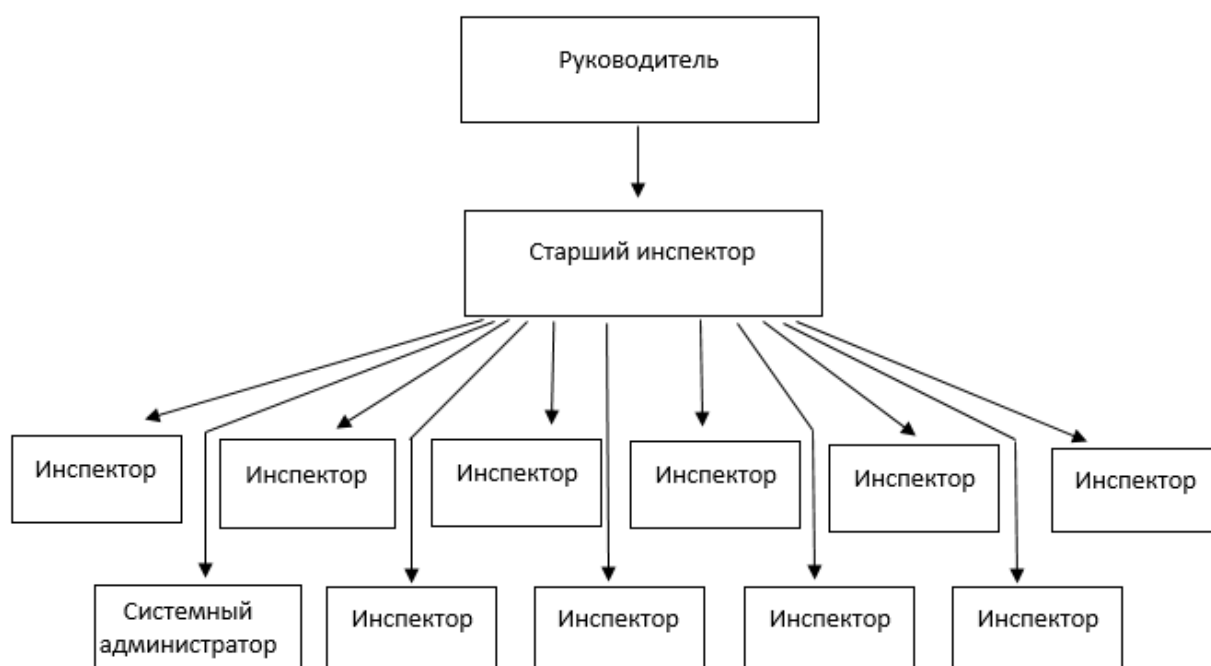 Руководитель
Старший инспектор
Инспектор
Инспектор
Инспектор
Инспектор
Инспектор
Инспектор
Системный
администратор
Инспектор
Инспектор
Инспектор
Инспектор